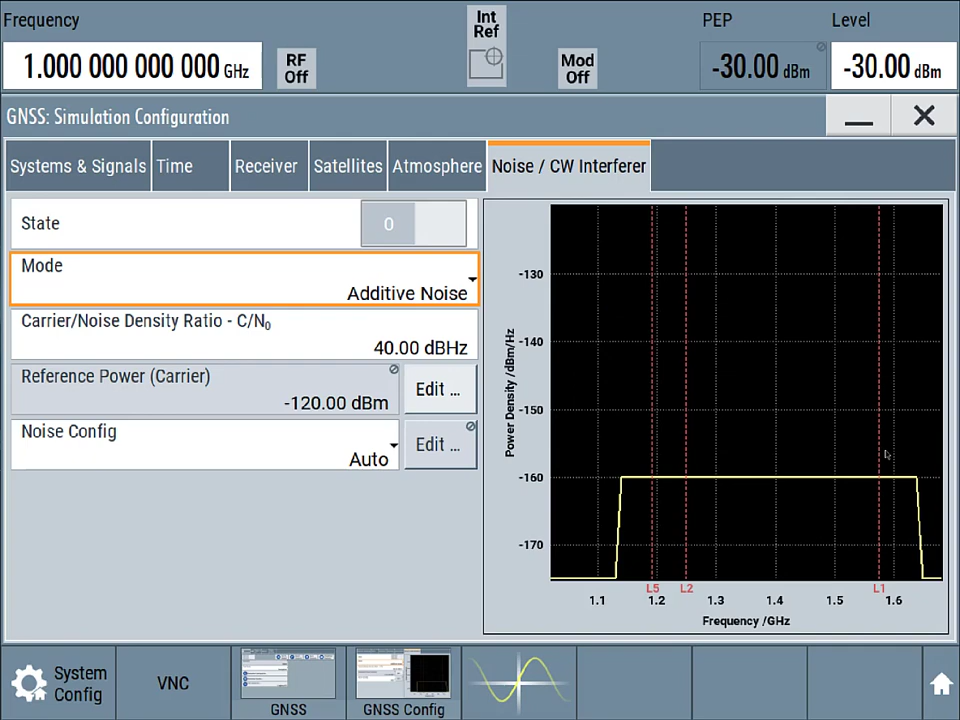 Frequency
Int
Ref
PEP
Level
1.000 000 000 000 GHz
RF
Off
Mod
Off
-30.00 dBm
-30.00 dBm
GNSS: Simulation Configuration
Systems & Signals
Time
Receiver
Satellites
Atmosphere
Noise / CW Interferer
State
0
Mode
Additive Noise
Carrier/Noise Density Ratio - C/N₀
40.00 dBHz
Reference Power (Carrier)
-120.00 dBm
Edit ...
Noise Config
Auto
Edit ...
Power Density /dBm/Hz
-130
-140
-150
-160
-170
L5
L2
L1
1.1
1.2
1.3
1.4
1.5
1.6
Frequency /GHz
System
Config
VNC
GNSS
GNSS Config